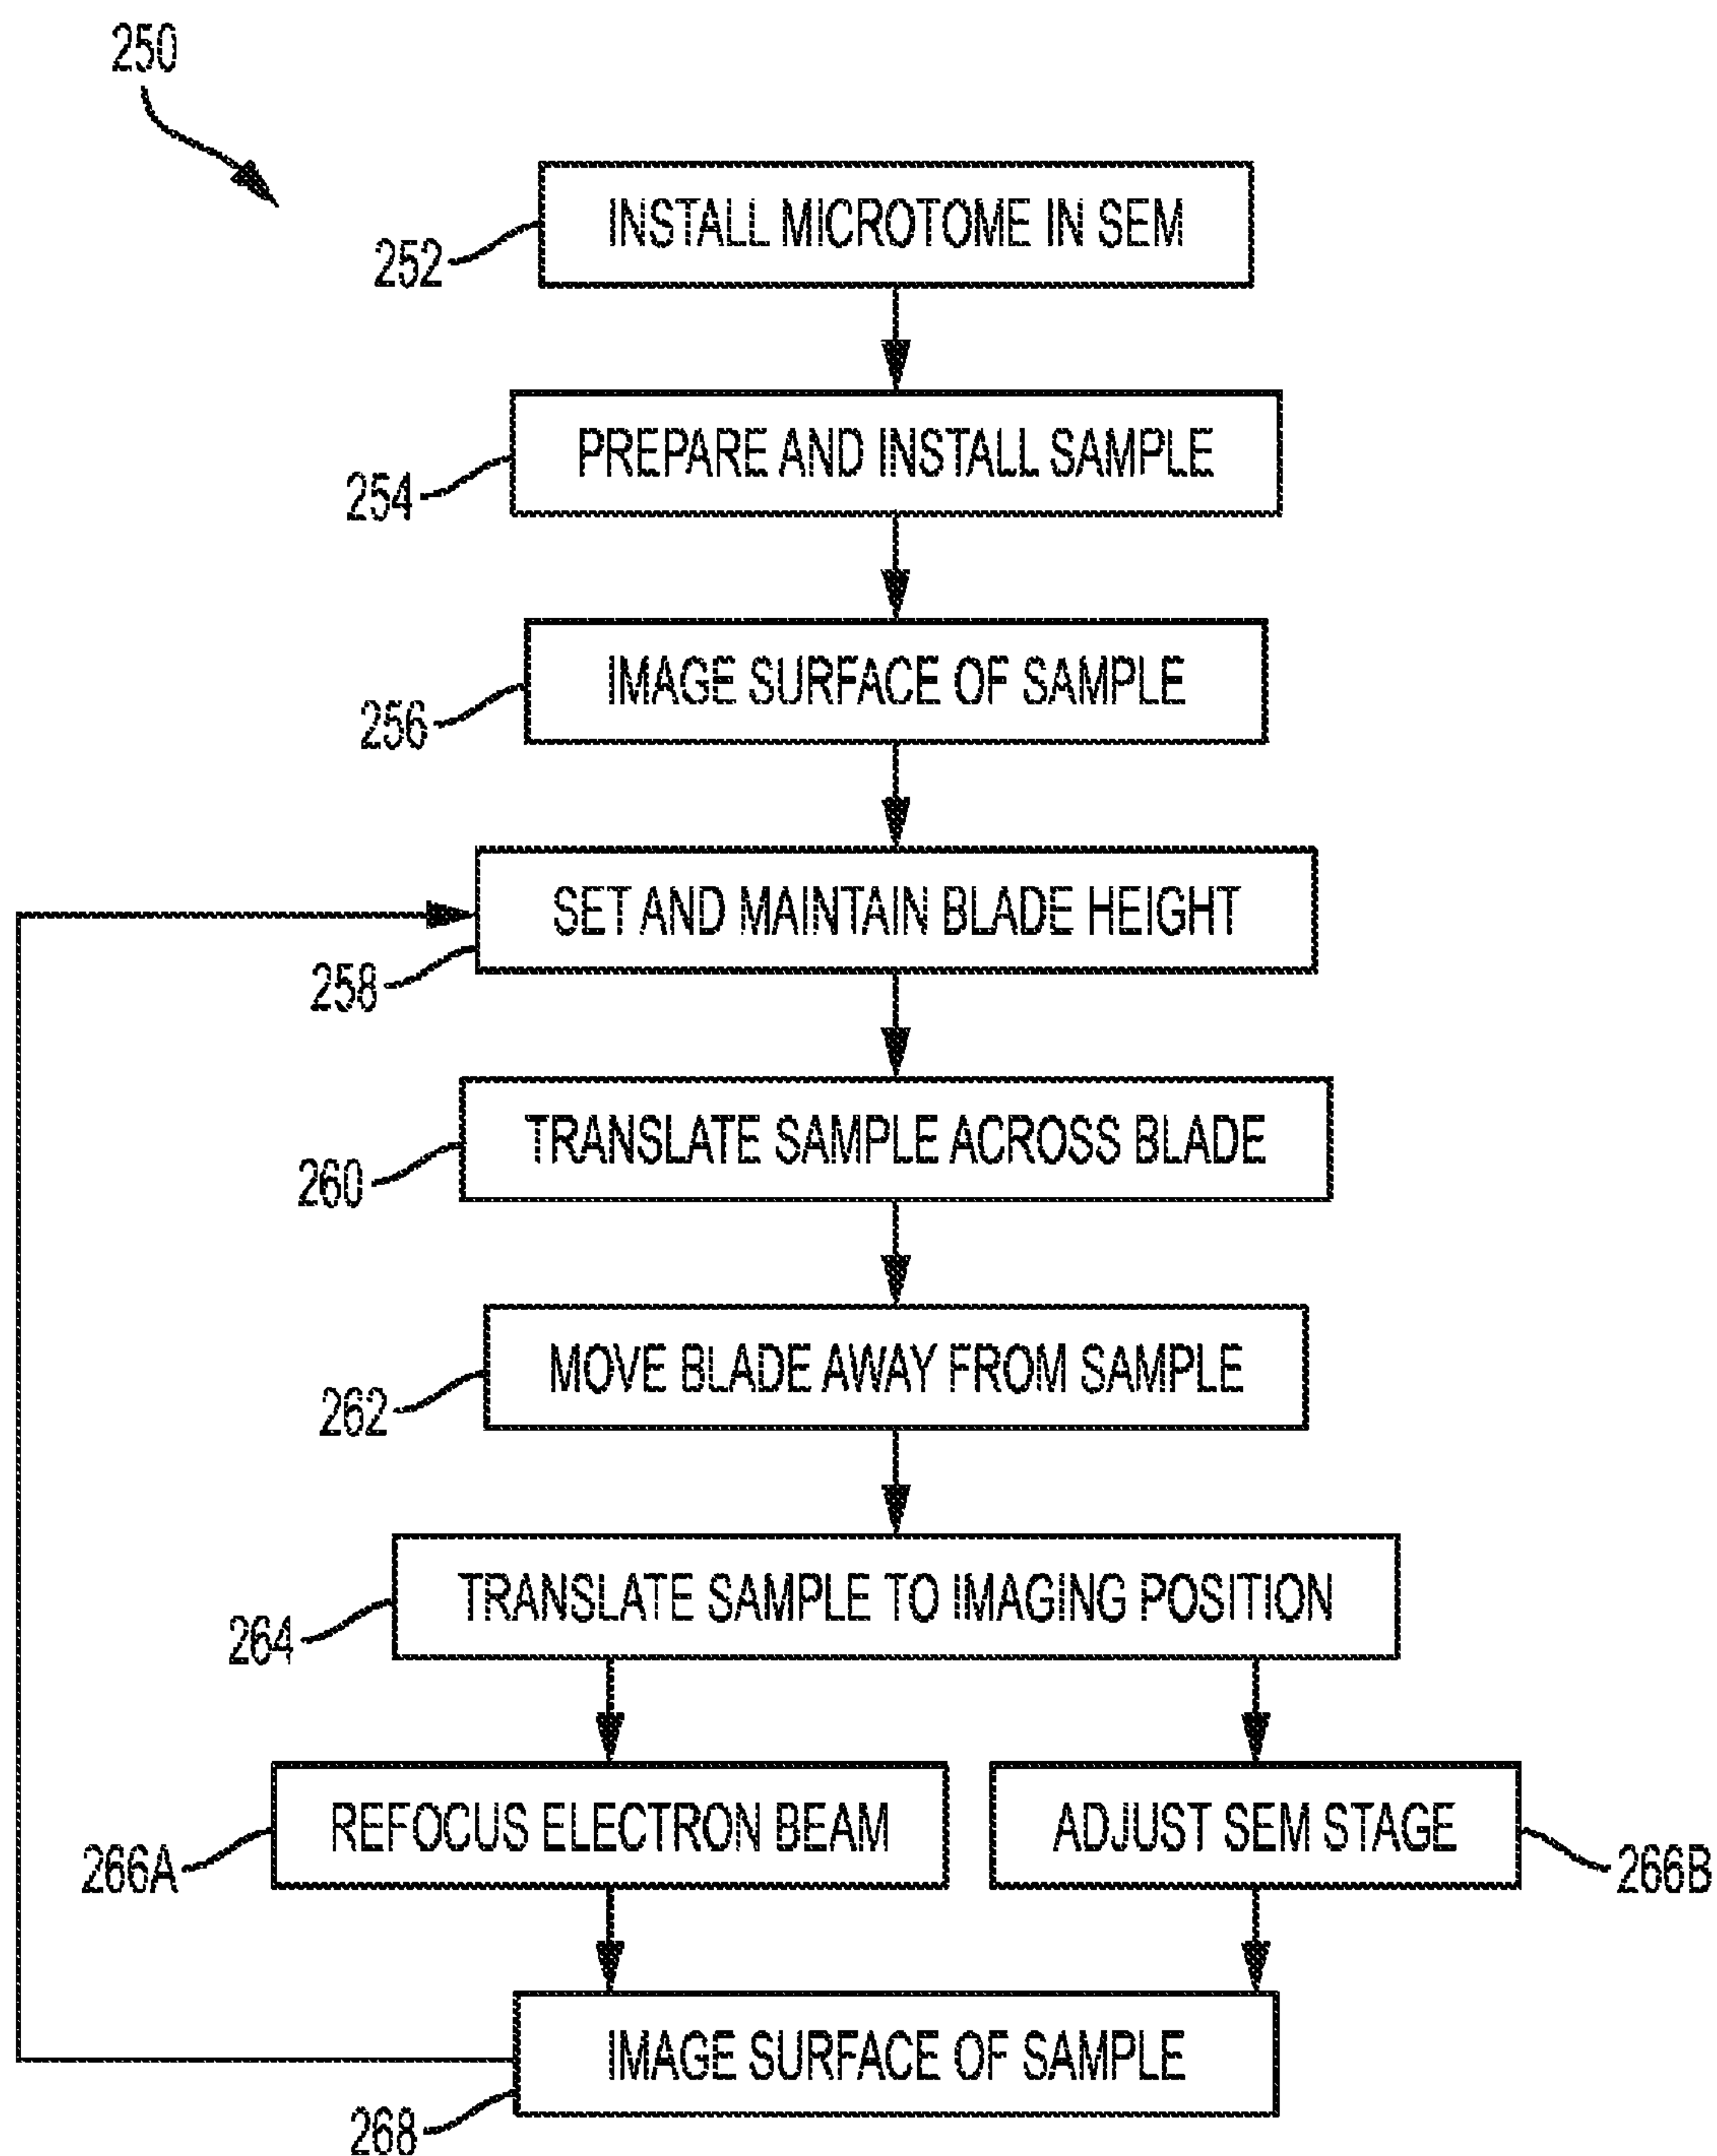 250
INSTALL MICROTOME IN SEM
252
PREPARE AND INSTALL SAMPLE
254
IMAGE SURFACE OF SAMPLE
256
SET AND MAINTAIN BLADE HEIGHT
258
TRANSLATE SAMPLE ACROSS BLADE
260
MOVE BLADE AWAY FROM SAMPLE
262
TRANSLATE SAMPLE TO IMAGING POSITION
264
REFOCUS ELECTRON BEAM
ADJUST SEM STAGE
266A
266B
IMAGE SURFACE OF SAMPLE
268